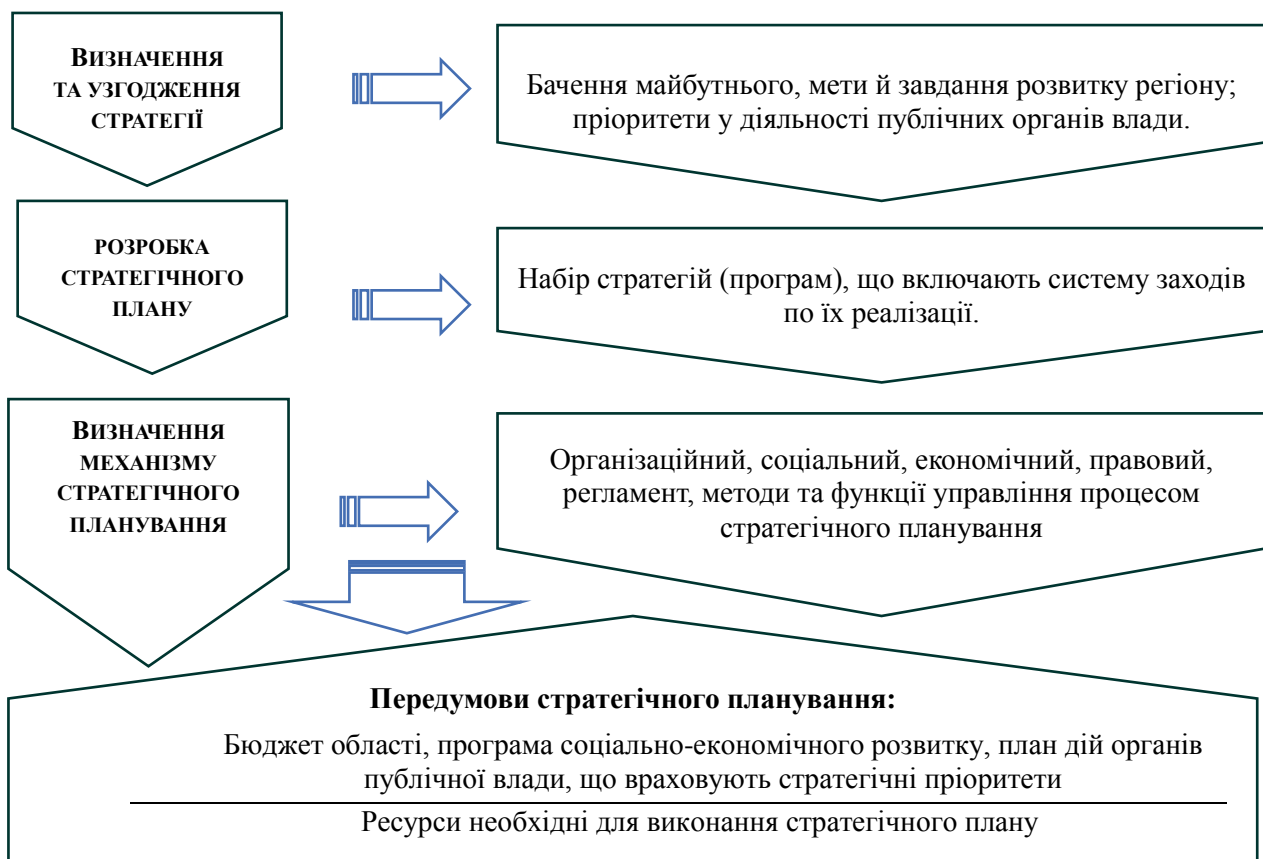 ВИЗНАЧЕННЯ
ТА УЗГОДЖЕННЯ
СТРАТЕГІЇ
Бачення майбутнього, мети й завдання розвитку регіону;
пріоритети у діяльності публічних органів влади.
РОЗРОБКА
СТРАТЕГІЧНОГО
ПЛАНУ
Набір стратегій (програм), що включають систему заходів
по їх реалізації.
ВИЗНАЧЕННЯ
МЕХАНІЗМУ
СТРАТЕГІЧНОГО
ПЛАНУВАННЯ
Організаційний, соціальний, економічний, правовий,
регламент, методи та функції управління процесом
стратегічного планування
Передумови стратегічного планування:
Бюджет області, програма соціально-економічного розвитку, план дій органів
публічної влади, що враховують стратегічні пріоритети
Ресурси необхідні для виконання стратегічного плану